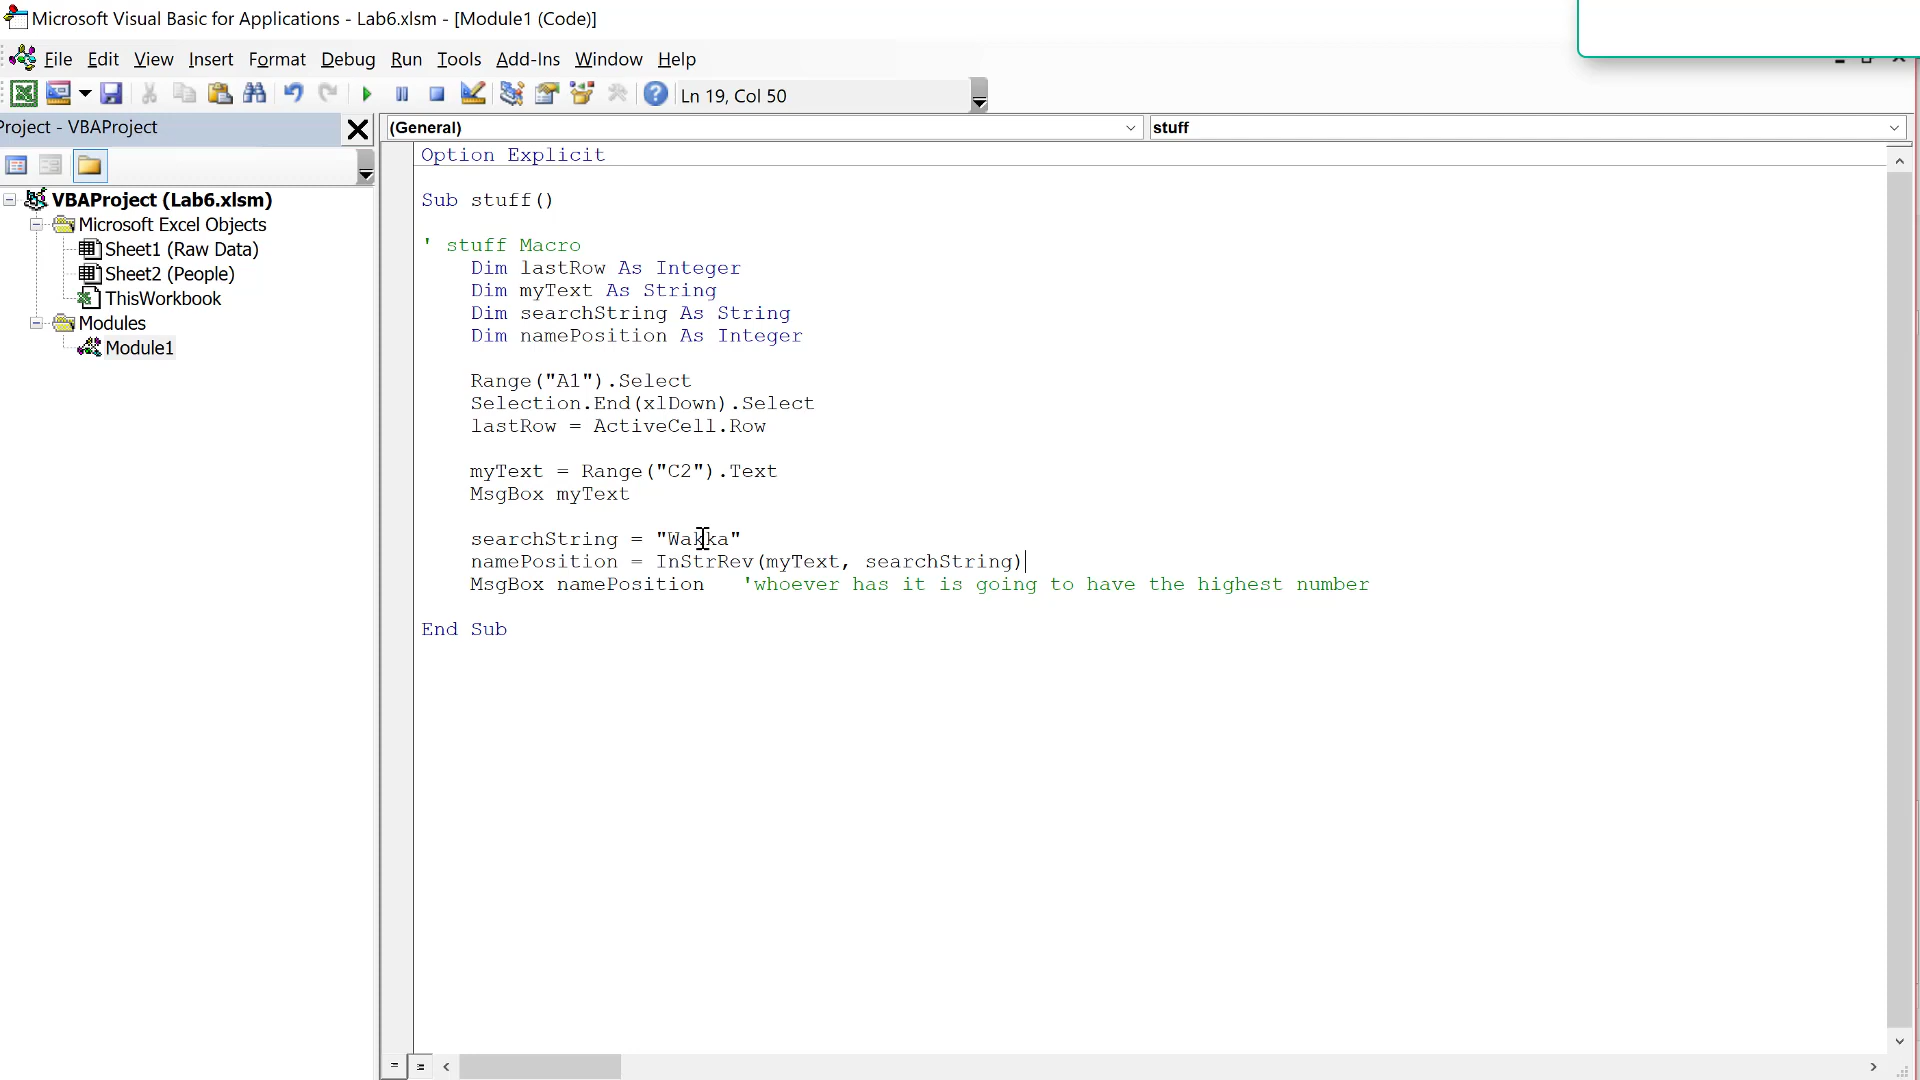 Microsoft Visual Basic for Applications - Lab6.xlsm - [Module1 (Code)]
File Edit View Insert Format Debug Run Tools Add-Ins Window Help
Ln 19, Col 50
Project - VBAProject
(General)
stuff
VBAProject (Lab6.xlsm)
Microsoft Excel Objects
Sheet1 (Raw Data)
Sheet2 (People)
ThisWorkbook
Modules
Module1
Option Explicit
Sub stuff()
' stuff Macro
Dim lastRow As Integer
Dim myText As String
Dim searchString As String
Dim namePosition As Integer
Range("A1").Select
Selection.End(xlDown).Select
lastRow = ActiveCell.Row
myText = Range("C2").Text
MsgBox myText
searchString = "Wakka"
namePosition = InStrRev(myText, searchString)
MsgBox namePosition 'whoever has it is going to have the highest number
End Sub